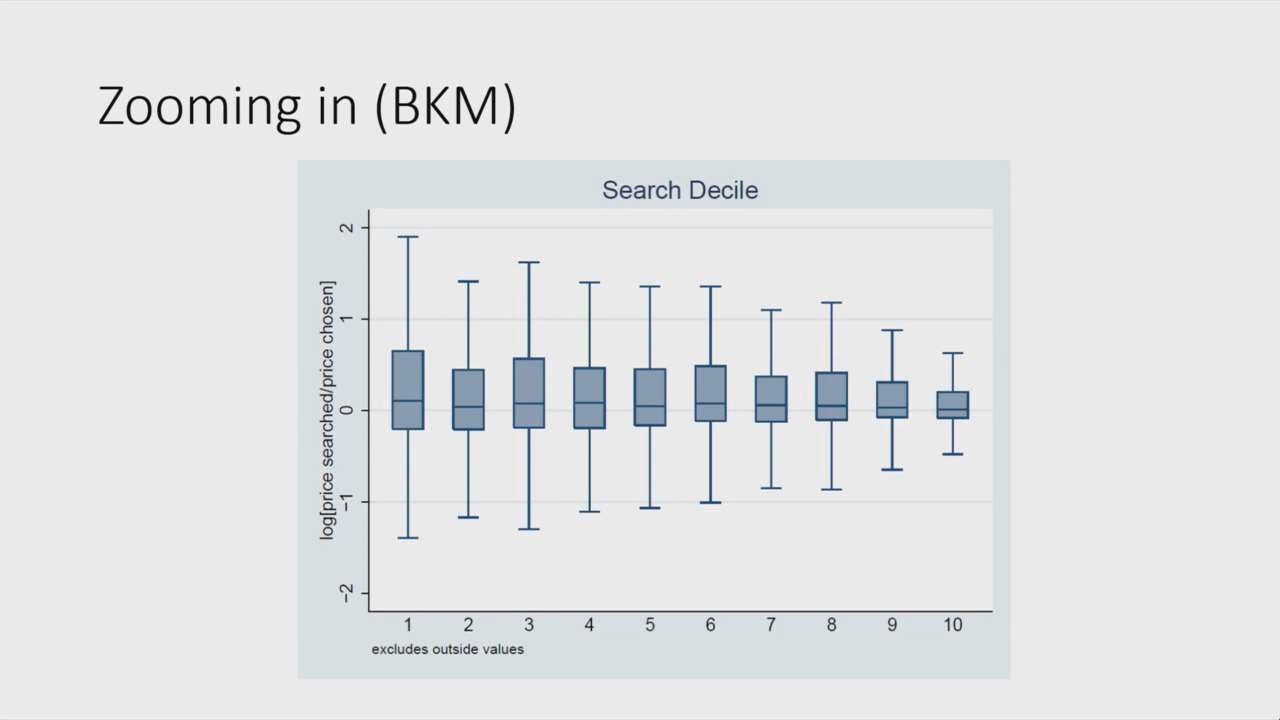 Zooming in (BKM)
Search Decile
log[price searched/price chosen]
2
1
0
−1
−2
1 2 3 4 5 6 7 8 9 10
excludes outside values